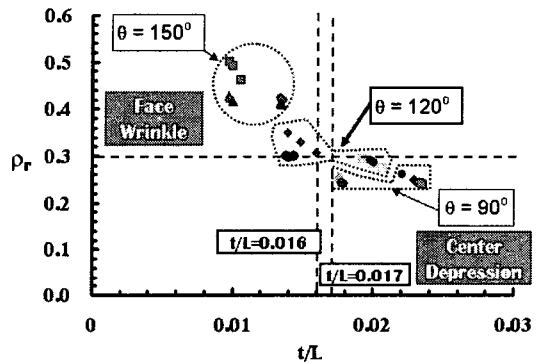 0.6
θ = 150°
0.5
Face
Wrinkle
0.4
θ = 120°
ρr
0.3
0.2
θ = 90°
t/L=0.016
Center
Depression
0.1
t/L=0.017
0.0
0
0.01
0.02
0.03
t/L